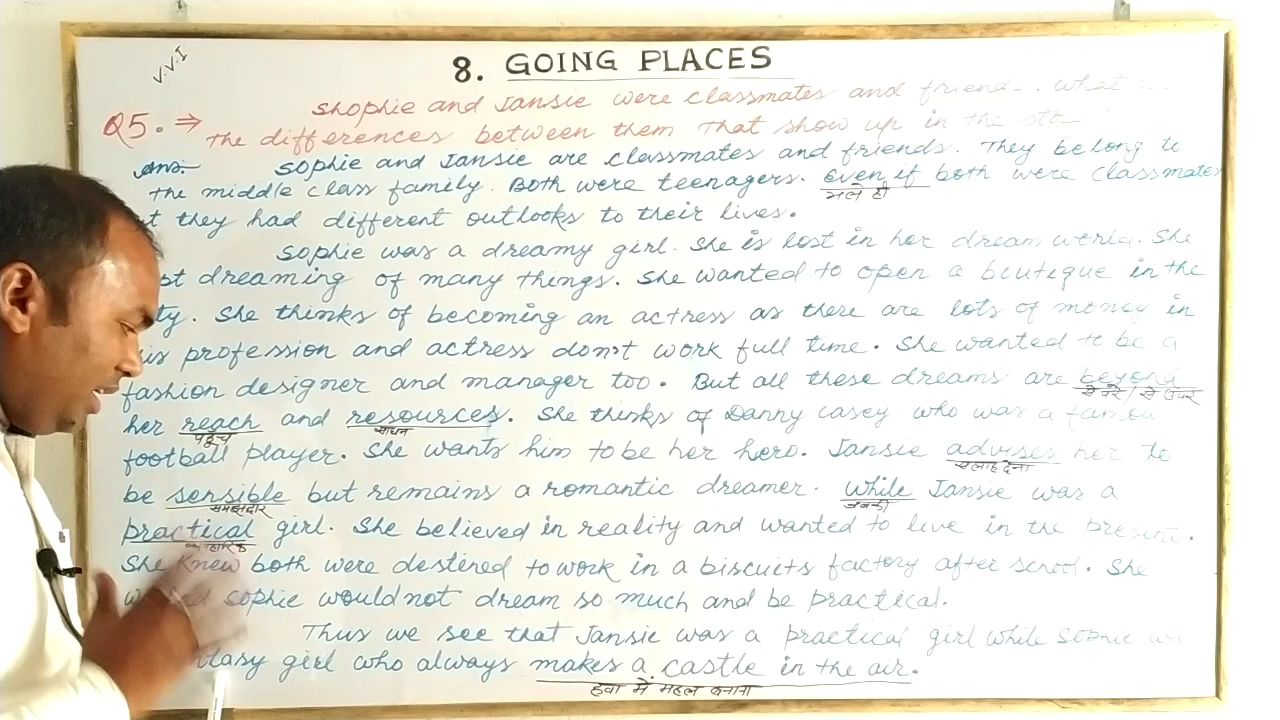 V.V.I
8. GOING PLACES
Q5. ⇒ Shophie and Jansie were classmates and friend
the differences between them that show up in the
Ans. Sophie and Jansie are classmates and friends. They belong to
the middle class family. Both were teenagers. even if both were classmates
भले ही
they had different outlooks to their lives.
Sophie was a dreamy girl. She is lost in her dream world. She
dreaming of many things. She wanted to open a bouteque in the
She thinks of becoming an actress as there are lots of money in
profession and actress don't work full time. She wanted to be a
fashion designer and manager too. But all these dreams are beyond
से परे / से ऊपर
her reach and resources. She thinks of Danny casey who was a
पहुँच साधन
football player. She wants him to be her hero. Jansie advises her to
सलाह देना
be sensible but remains a romantic dreamer. While Jansie was a
समझदार जबकी
practical girl. She believed in reality and wanted to live in the present.
व्यवहारिक
She knew both were destened to work in a biscuits factory after school. She
Sophie would not dream so much and be practical.
Thus we see that Jansie was a practical girl while Sophie
girl who always makes a castle in the air.
हवा में महल बनाना